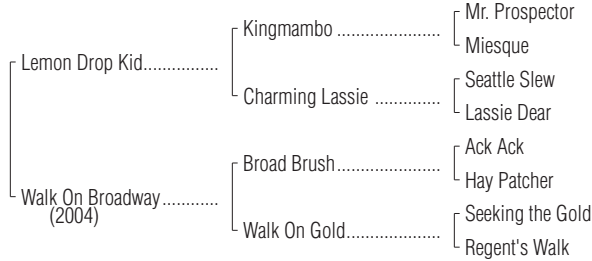 Mr. Prospector
Kingmambo ......................
Miesque
Lemon Drop Kid................
Seattle Slew
Charming Lassie ..............
Lassie Dear
Ack Ack
Broad Brush......................
Hay Patcher
Walk On Broadway............
(2004)
Seeking the Gold
Walk On Gold....................
Regent's Walk